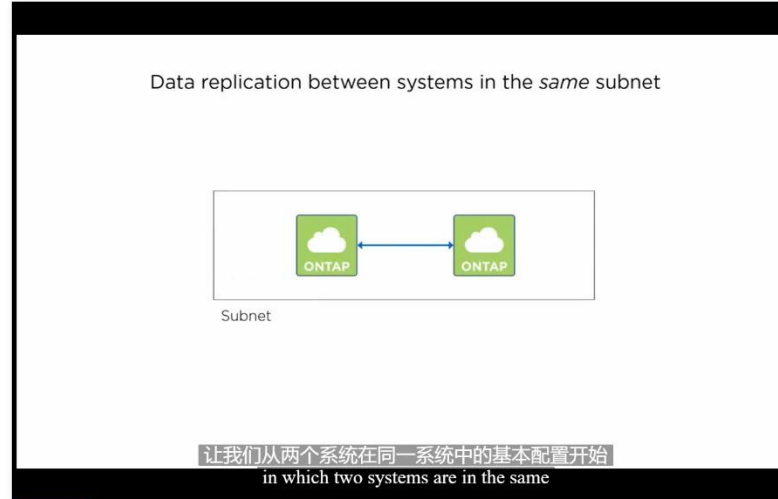 Data replication between systems in the same subnet
ONTAP
ONTAP
Subnet
让我们从两个系统在同一系统中的基本配置开始
in which two systems are in the same